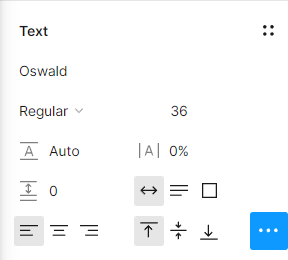 Text
Oswald
Regular 36
A Auto |A| 0%
0